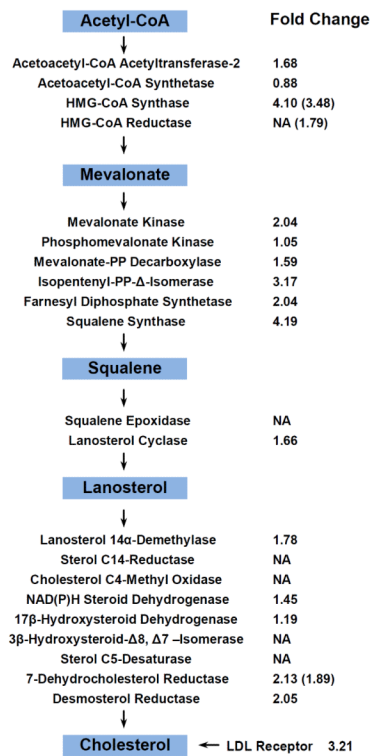 Acetyl-CoA Fold Change
Acetoacetyl-CoA Acetyltransferase-2 1.68
Acetoacetyl-CoA Synthetase 0.88
HMG-CoA Synthase 4.10 (3.48)
HMG-CoA Reductase NA (1.79)
Mevalonate
Mevalonate Kinase 2.04
Phosphomevalonate Kinase 1.05
Mevalonate-PP Decarboxylase 1.59
Isopentenyl-PP-Δ-Isomerase 3.17
Farnesyl Diphosphate Synthetase 2.04
Squalene Synthase 4.19
Squalene
Squalene Epoxidase NA
Lanosterol Cyclase 1.66
Lanosterol
Lanosterol 14α-Demethylase 1.78
Sterol C14-Reductase NA
Cholesterol C4-Methyl Oxidase NA
NAD(P)H Steroid Dehydrogenase 1.45
17β-Hydroxysteroid Dehydrogenase 1.19
3β-Hydroxysteroid-Δ8, Δ7 –Isomerase NA
Sterol C5-Desaturase NA
7-Dehydrocholesterol Reductase 2.13 (1.89)
Desmosterol Reductase 2.05
Cholesterol LDL Receptor 3.21